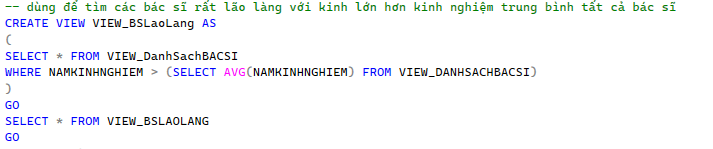 -- dùng để tìm các bác sĩ rất lão làng với kinh lớn hơn kinh nghiệm trung bình tất cả bác sĩ
CREATE VIEW VIEW_BSLaoLang AS
(
SELECT * FROM VIEW_DanhSachBACSI
WHERE NAMKINHNGHIEM > (SELECT AVG(NAMKINHNGHIEM) FROM VIEW_DANHSACHBACSI)
)
GO
SELECT * FROM VIEW_BSLAOLANG
GO